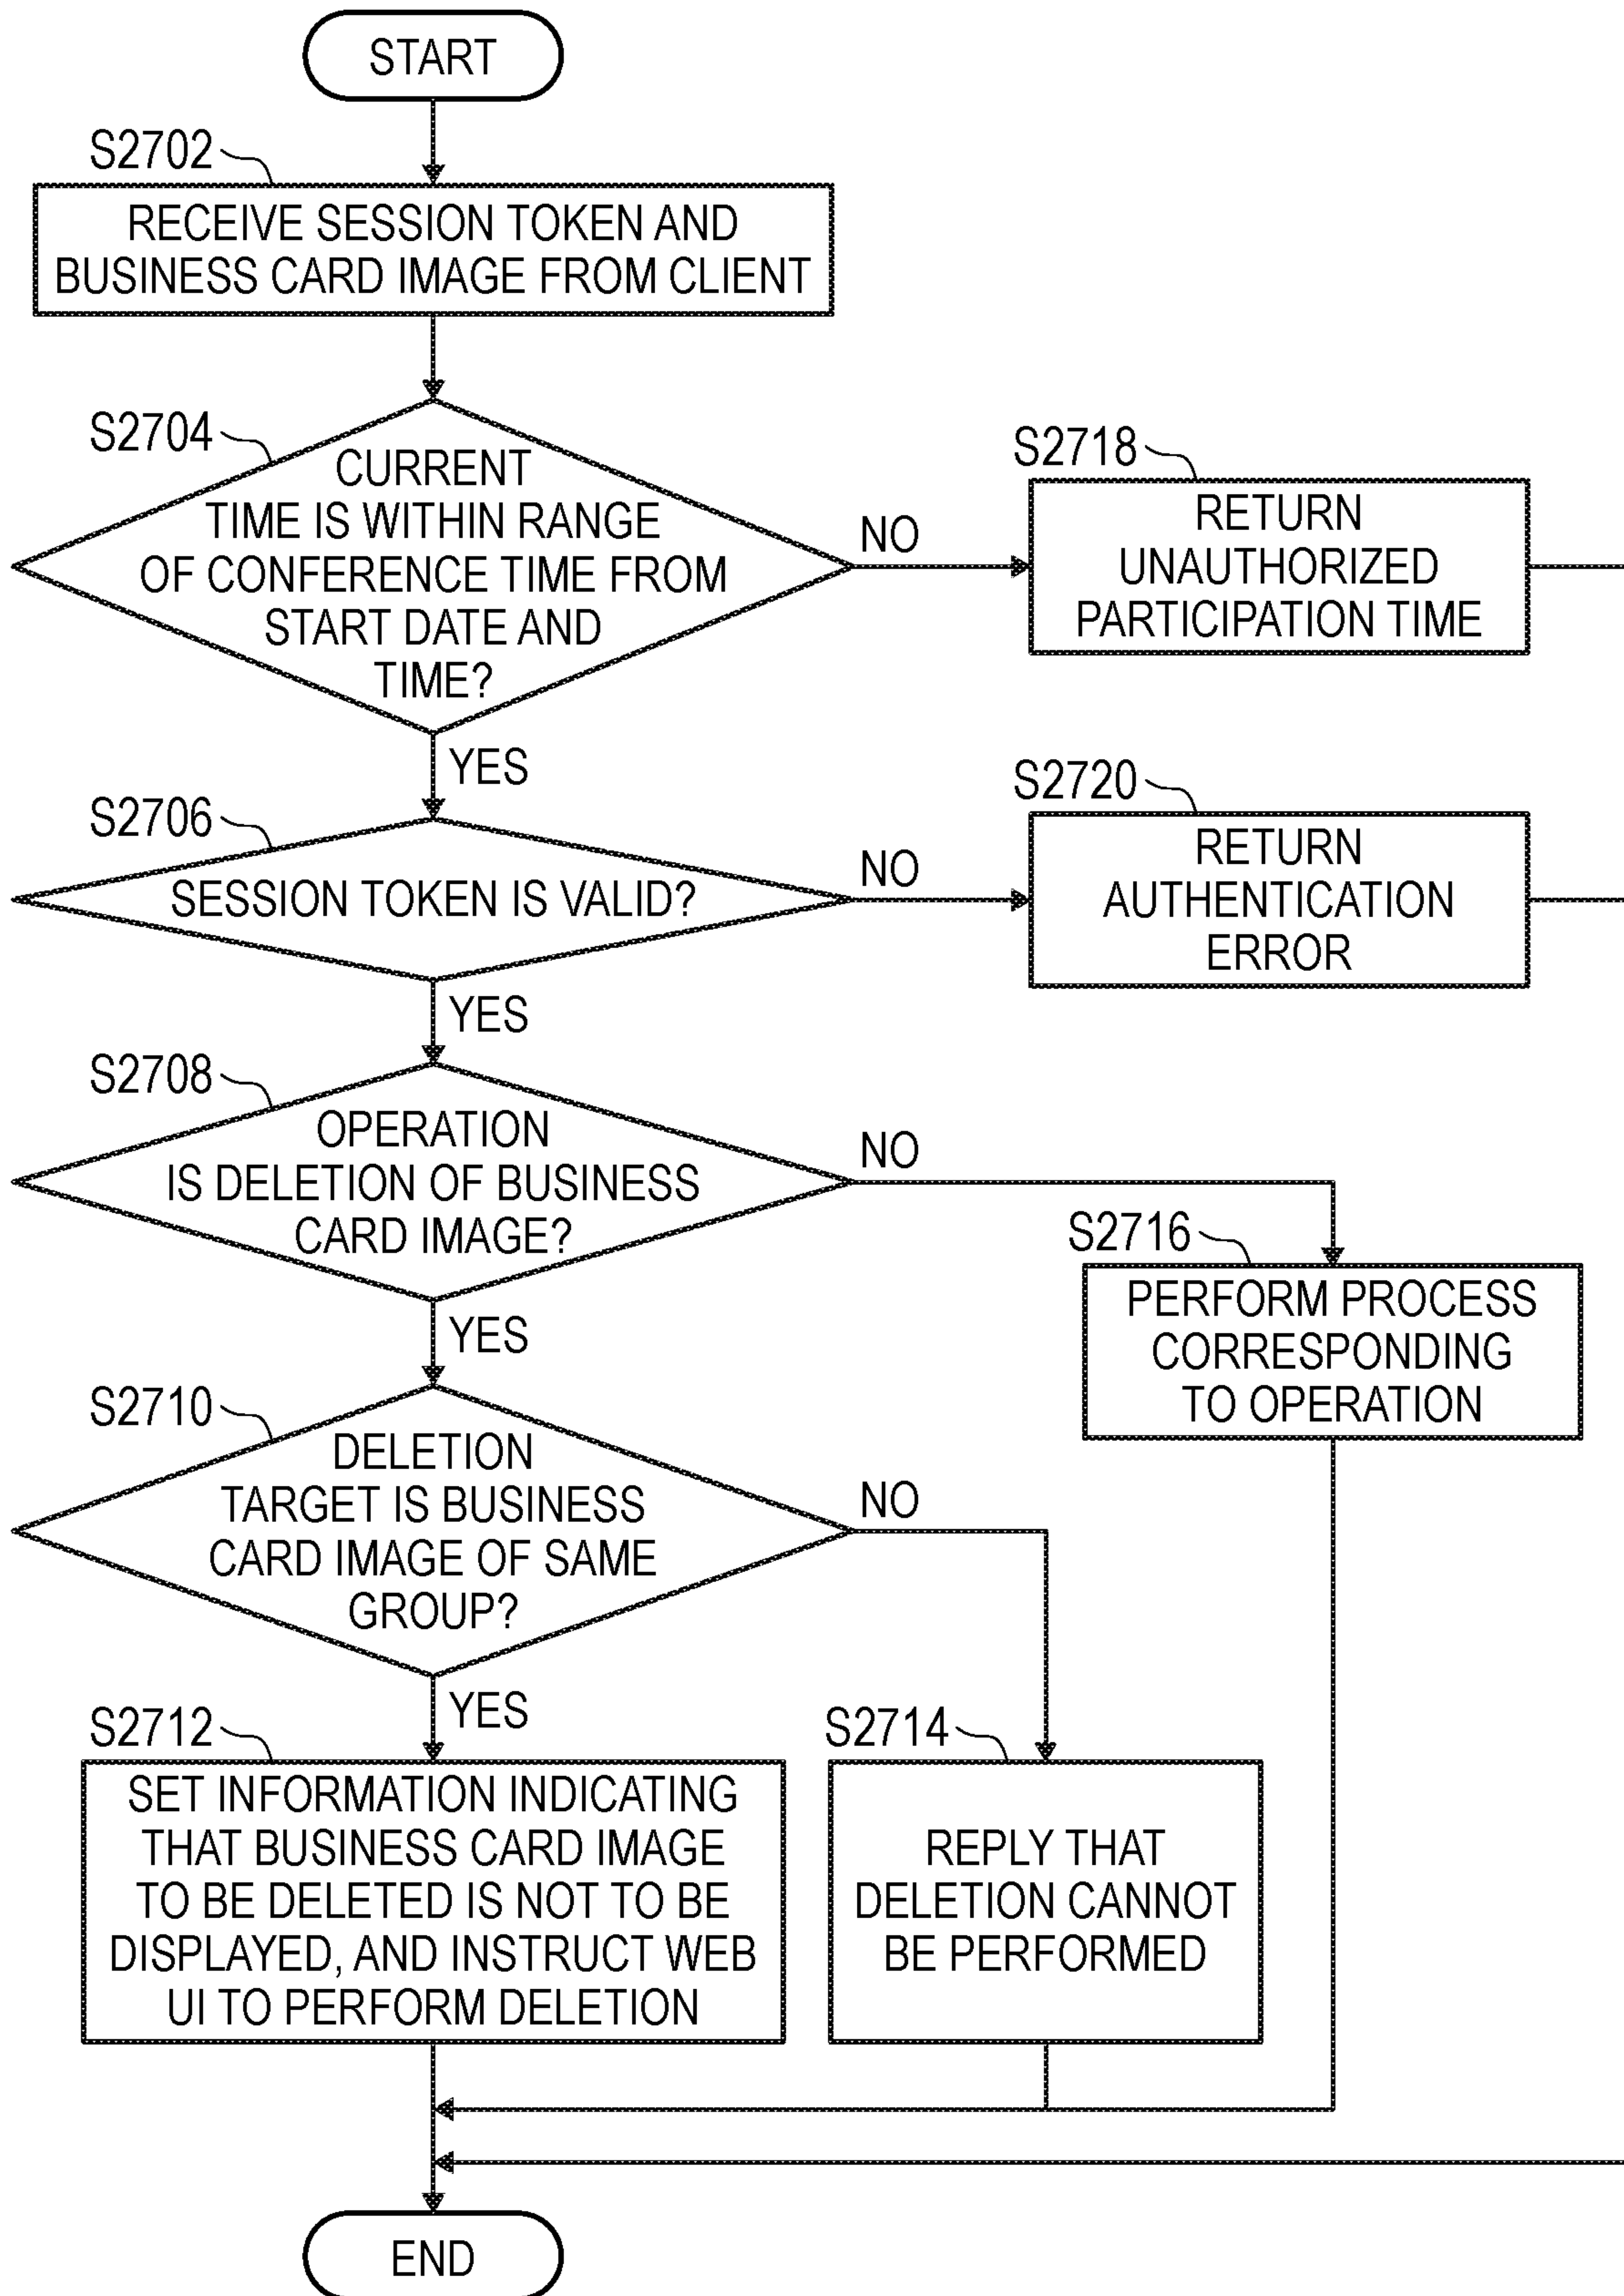 START
S2702
RECEIVE SESSION TOKEN AND
BUSINESS CARD IMAGE FROM CLIENT
S2704
CURRENT
TIME IS WITHIN RANGE
OF CONFERENCE TIME FROM
START DATE AND
TIME?
NO
S2718
RETURN
UNAUTHORIZED
PARTICIPATION TIME
YES
S2706
SESSION TOKEN IS VALID?
NO
S2720
RETURN
AUTHENTICATION
ERROR
YES
S2708
OPERATION
IS DELETION OF BUSINESS
CARD IMAGE?
NO
S2716
PERFORM PROCESS
CORRESPONDING
TO OPERATION
YES
S2710
DELETION
TARGET IS BUSINESS
CARD IMAGE OF SAME
GROUP?
NO
YES
S2712
SET INFORMATION INDICATING
THAT BUSINESS CARD IMAGE
TO BE DELETED IS NOT TO BE
DISPLAYED, AND INSTRUCT WEB
UI TO PERFORM DELETION
S2714
REPLY THAT
DELETION CANNOT
BE PERFORMED
END